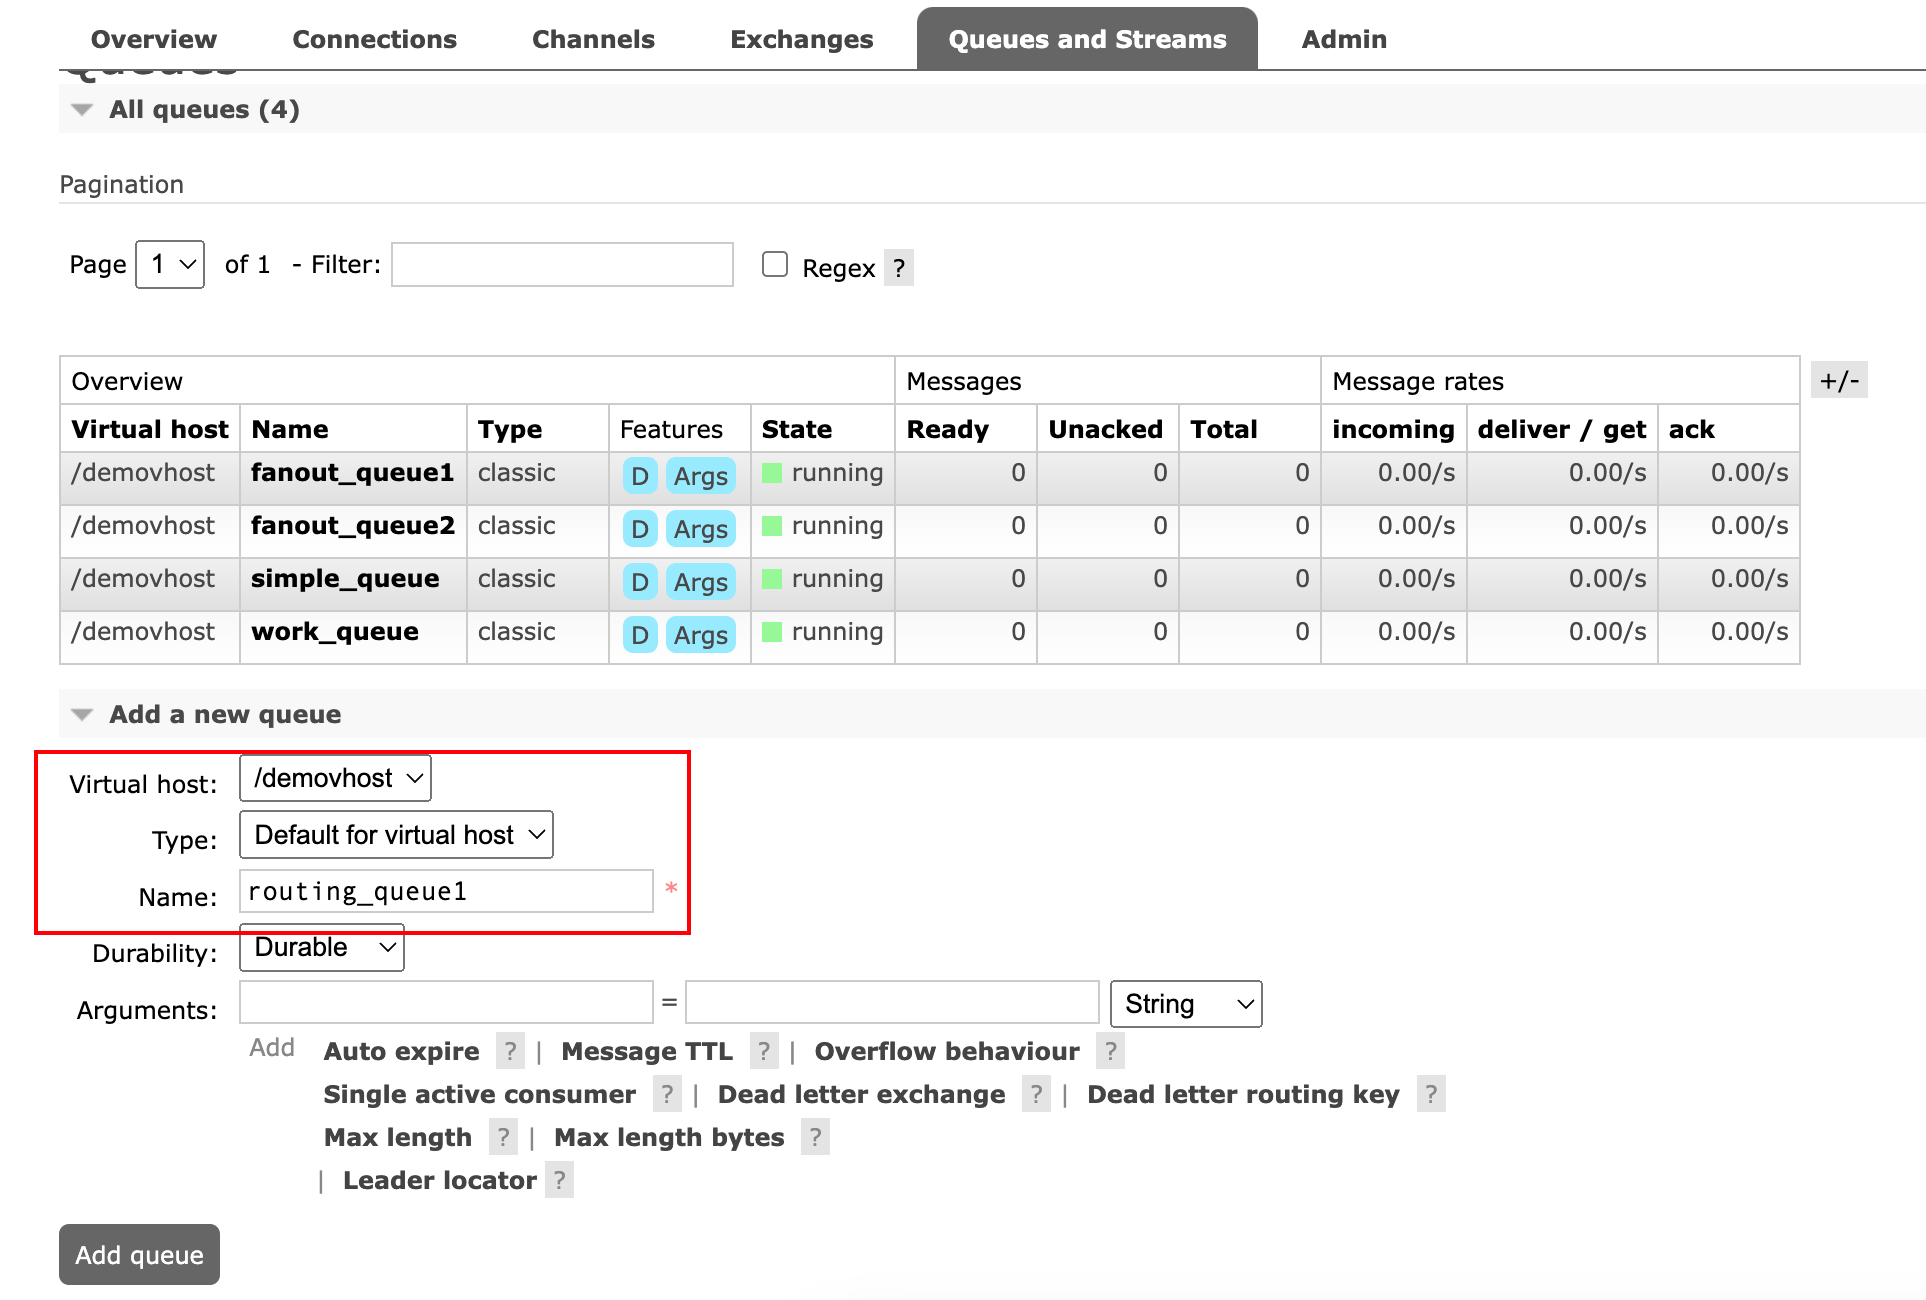 Overview Connections Channels Exchanges Queues and Streams Admin
Queues
All queues (4)
Pagination
Page 1 of 1 - Filter: Regex ?
Overview Messages Message rates +/-
Virtual host Name Type Features State Ready Unacked Total incoming deliver / get ack
/demovhost fanout_queue1 classic D Args running 0 0 0 0.00/s 0.00/s 0.00/s
/demovhost fanout_queue2 classic D Args running 0 0 0 0.00/s 0.00/s 0.00/s
/demovhost simple_queue classic D Args running 0 0 0 0.00/s 0.00/s 0.00/s
/demovhost work_queue classic D Args running 0 0 0 0.00/s 0.00/s 0.00/s
Add a new queue
Virtual host: /demovhost
Type: Default for virtual host
Name: routing_queue1 *
Durability: Durable
Arguments: = String
Add Auto expire ? | Message TTL ? | Overflow behaviour ?
Single active consumer ? | Dead letter exchange ? | Dead letter routing key ?
Max length ? | Max length bytes ?
| Leader locator ?
Add queue